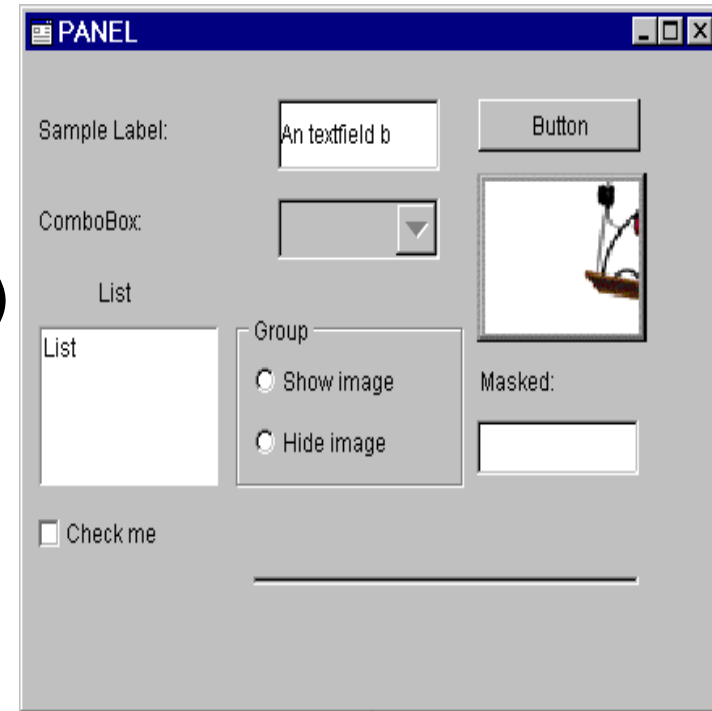 PANEL
Sample Label:
An textfield b
Button
ComboBox:
List
List
Group
Show image
Hide image
Masked:
Check me